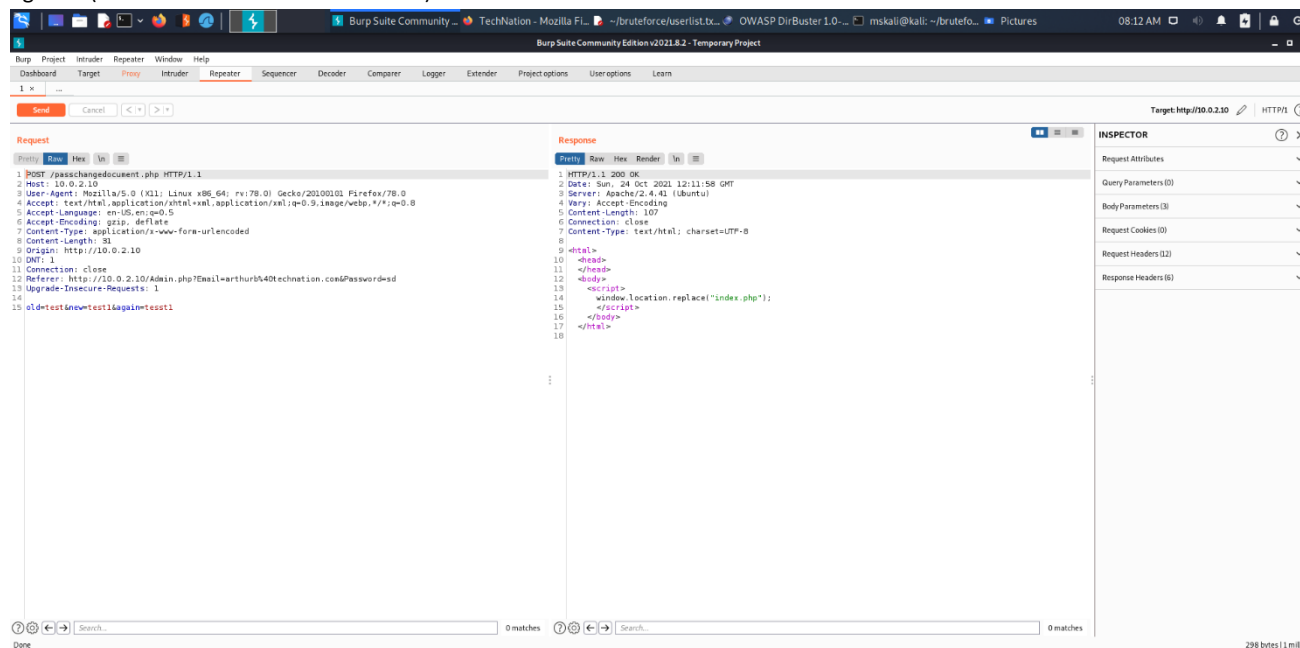 Burp Suite Community ...
TechNation - Mozilla Fi...
~/bruteforce/userlist.tx...
OWASP DirBuster 1.0-...
mskali@kali: ~/brutefo...
Pictures
08:12 AM
Burp Suite Community Edition v2021.8.2 - Temporary Project
Burp Project Intruder Repeater Window Help
Dashboard Target Proxy Intruder Repeater Sequencer Decoder Comparer Logger Extender Project options User options Learn
1 × ...
Send Cancel < > Target: http://10.0.2.10 HTTP/1
Request
Pretty Raw Hex \n
1 POST /passchangedocument.php HTTP/1.1
2 Host: 10.0.2.10
3 User-Agent: Mozilla/5.0 (X11; Linux x86_64; rv:78.0) Gecko/20100101 Firefox/78.0
4 Accept: text/html,application/xhtml+xml,application/xml;q=0.9,image/webp,*/*;q=0.8
5 Accept-Language: en-US,en;q=0.5
6 Accept-Encoding: gzip, deflate
7 Content-Type: application/x-www-form-urlencoded
8 Content-Length: 31
9 Origin: http://10.0.2.10
10 DNT: 1
11 Connection: close
12 Referer: http://10.0.2.10/Admin.php?Email=arthurb%40technation.com&Password=sd
13 Upgrade-Insecure-Requests: 1
14
15 old=test&new=test1&again=tesst1
Search... 0 matches
Done
Response
Pretty Raw Hex Render \n
1 HTTP/1.1 200 OK
2 Date: Sun, 24 Oct 2021 12:11:58 GMT
3 Server: Apache/2.4.41 (Ubuntu)
4 Vary: Accept-Encoding
5 Content-Length: 107
6 Connection: close
7 Content-Type: text/html; charset=UTF-8
8
9 <html>
10 <head>
11 </head>
12 <body>
13 <script>
14 window.location.replace("index.php");
15 </script>
16 </body>
17 </html>
18
Search... 0 matches
INSPECTOR
Request Attributes
Query Parameters (0)
Body Parameters (3)
Request Cookies (0)
Request Headers (12)
Response Headers (6)
298 bytes | 1 mill